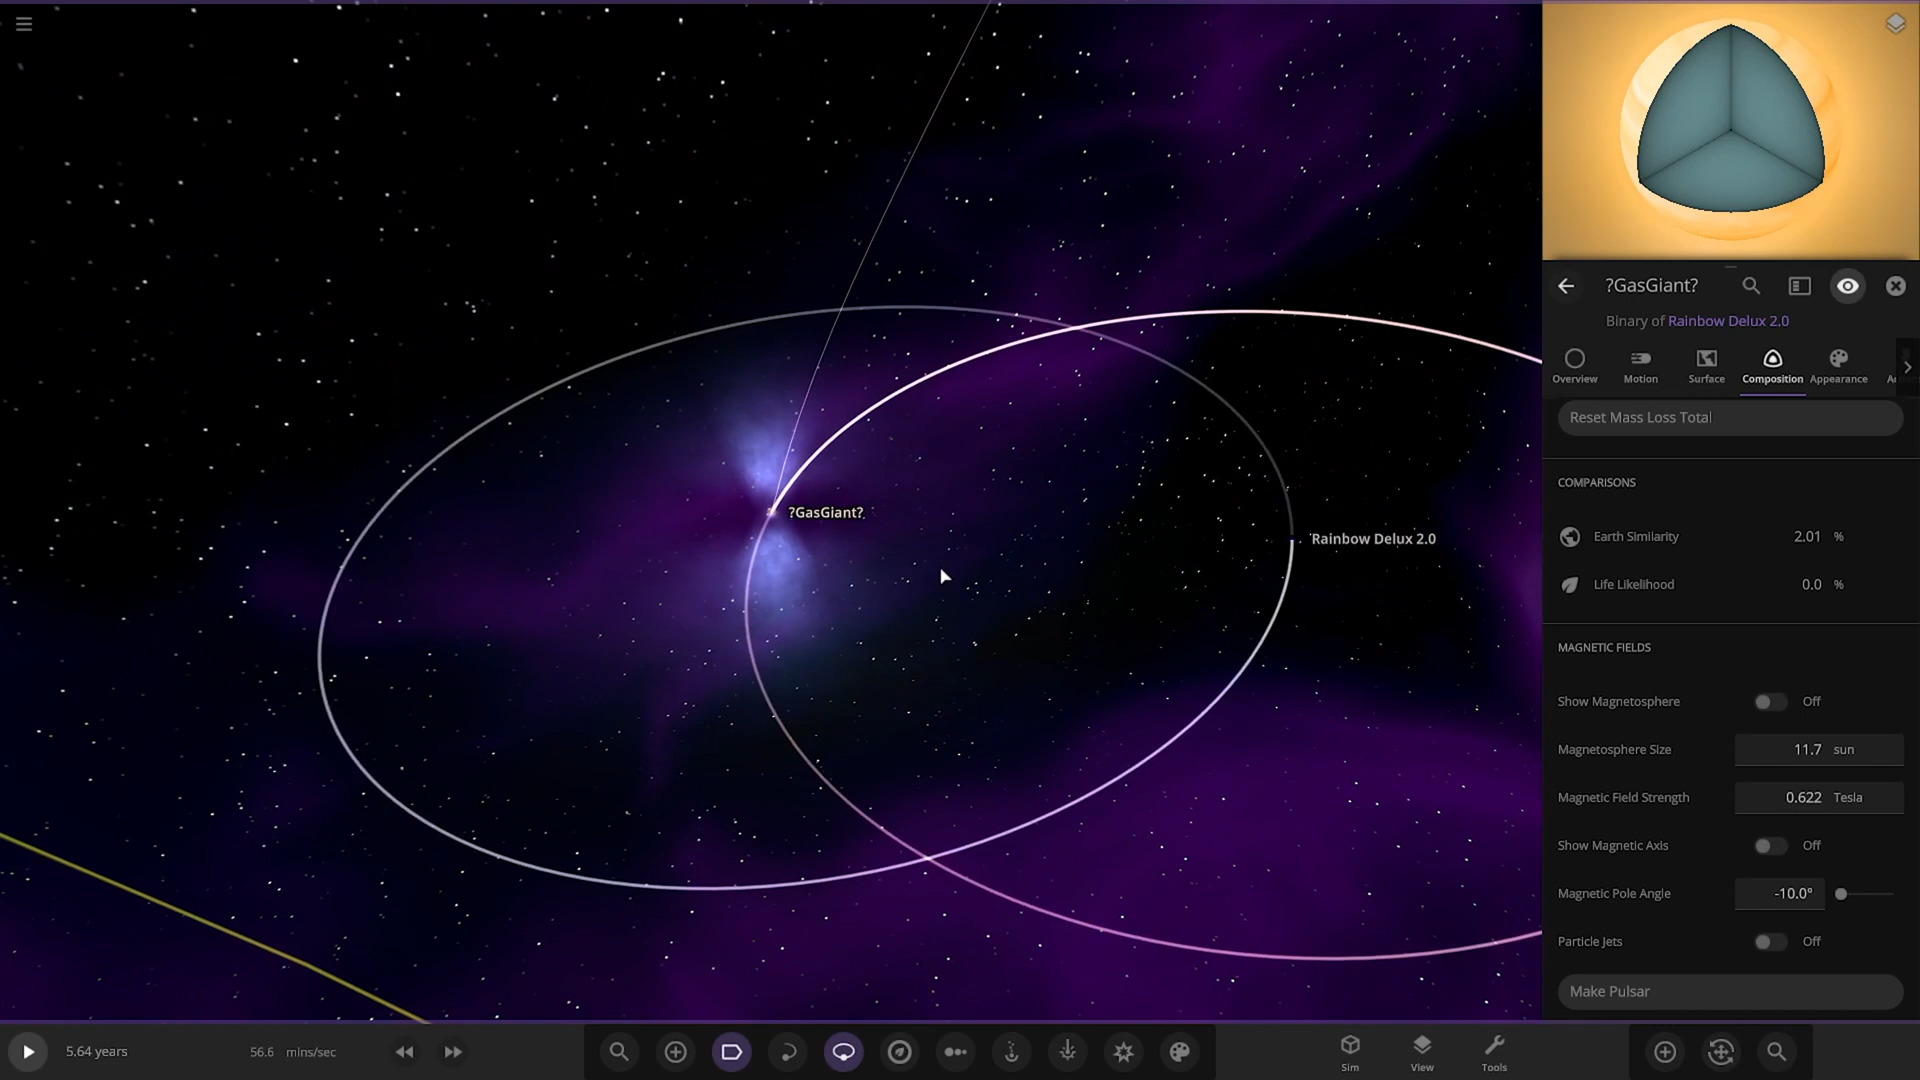 ?GasGiant?
Binary of Rainbow Delux 2.0
Overview
Motion
Surface
Composition
Appearance
Reset Mass Loss Total
COMPARISONS
Earth Similarity 2.01 %
Life Likelihood 0.0 %
MAGNETIC FIELDS
Show Magnetosphere Off
Magnetosphere Size 11.7 sun
Magnetic Field Strength 0.622 Tesla
Show Magnetic Axis Off
Magnetic Pole Angle -10.0°
Particle Jets Off
Make Pulsar
?GasGiant?
Rainbow Delux 2.0
5.64 years
56.6 mins/sec
Sim
View
Tools